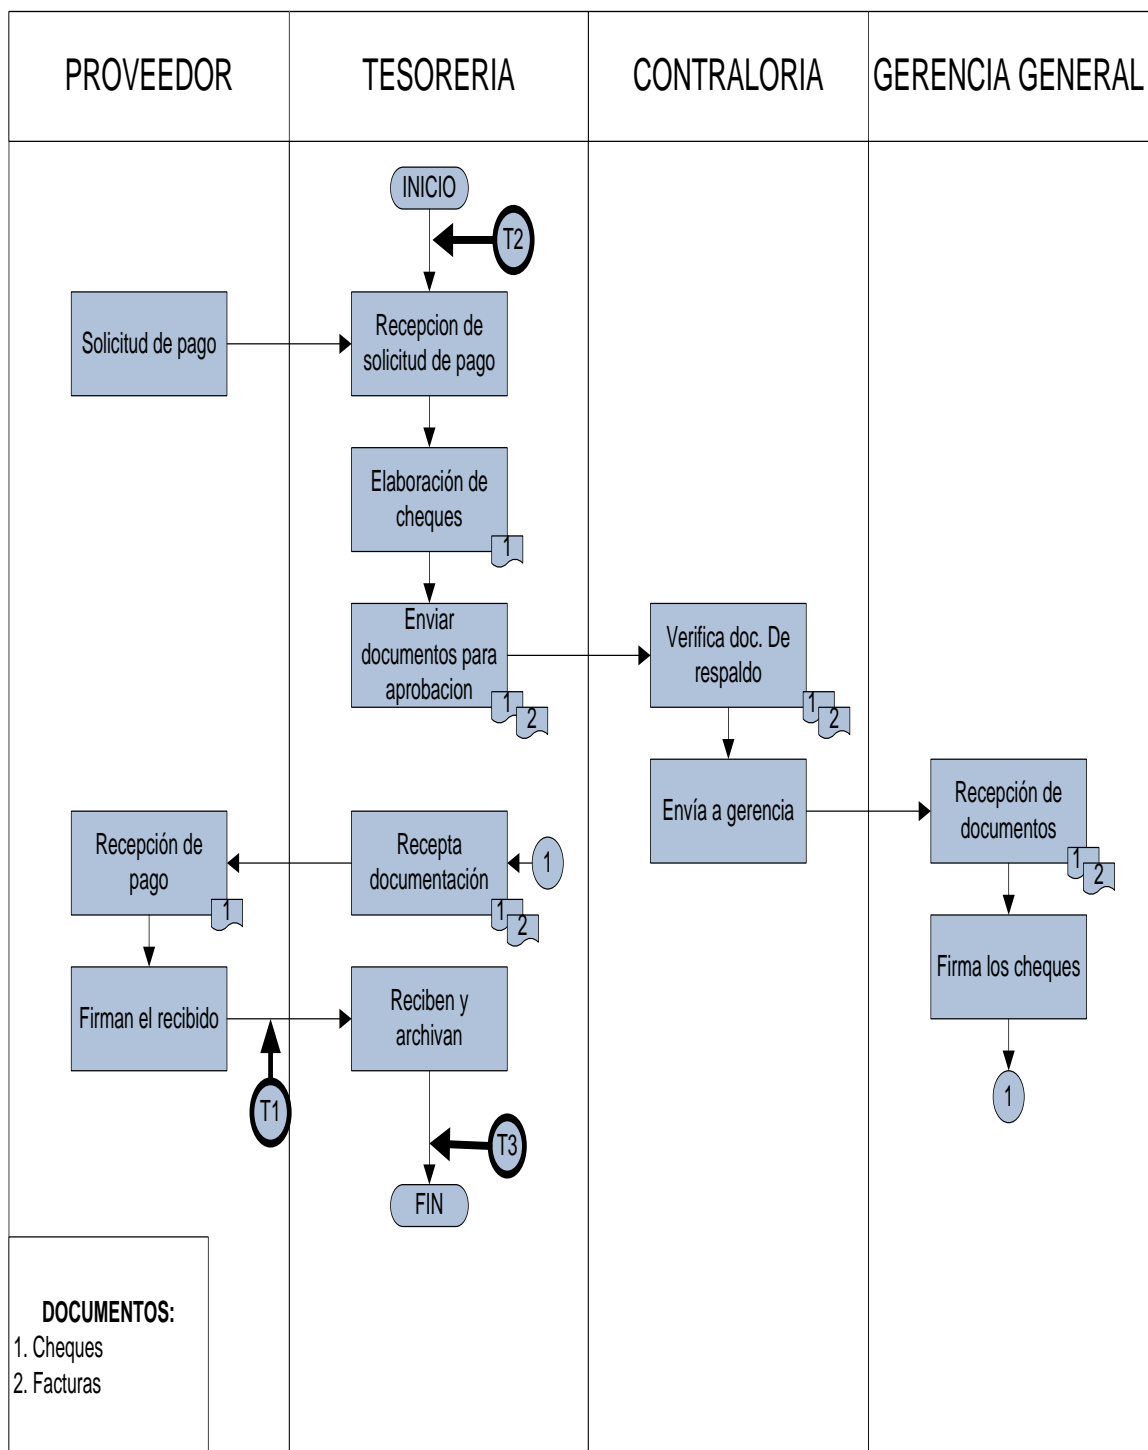 PROVEEDOR
TESORERIA
CONTRALORIA
GERENCIA GENERAL
INICIO
T2
Solicitud de pago
Recepcion de
solicitud de pago
Elaboración de
cheques
1
Enviar
documentos para
aprobacion
1
2
Verifica doc. De
respaldo
1
2
Envía a gerencia
Recepción de
documentos
1
2
Recepción de
pago
1
Recepta
documentación
1
2
1
Firma los cheques
Firman el recibido
Reciben y
archivan
1
T1
T3
FIN
DOCUMENTOS:
1. Cheques
2. Facturas